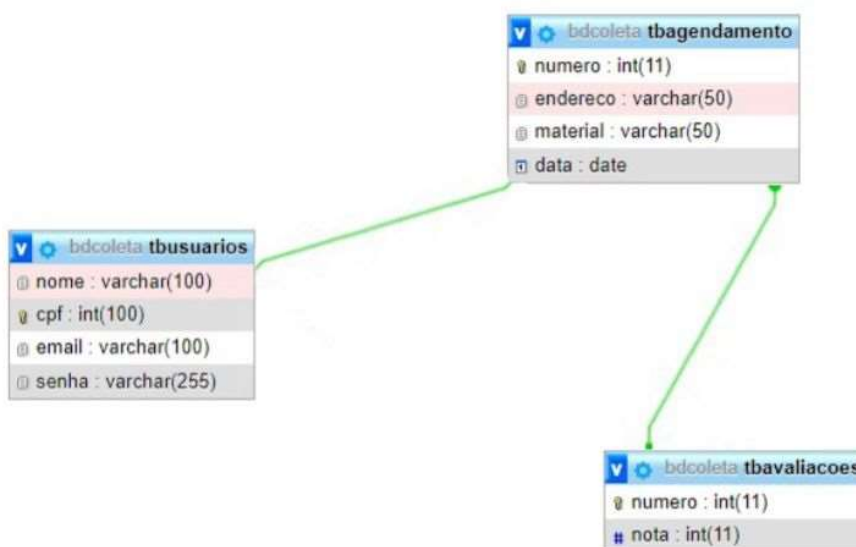 bdcoleta tbagendamento
numero : int(11)
endereco : varchar(50)
material : varchar(50)
data : date
bdcoleta tbusuarios
nome : varchar(100)
cpf : int(100)
email : varchar(100)
senha : varchar(255)
bdcoleta tbavaliacoes
numero : int(11)
# nota : int(11)